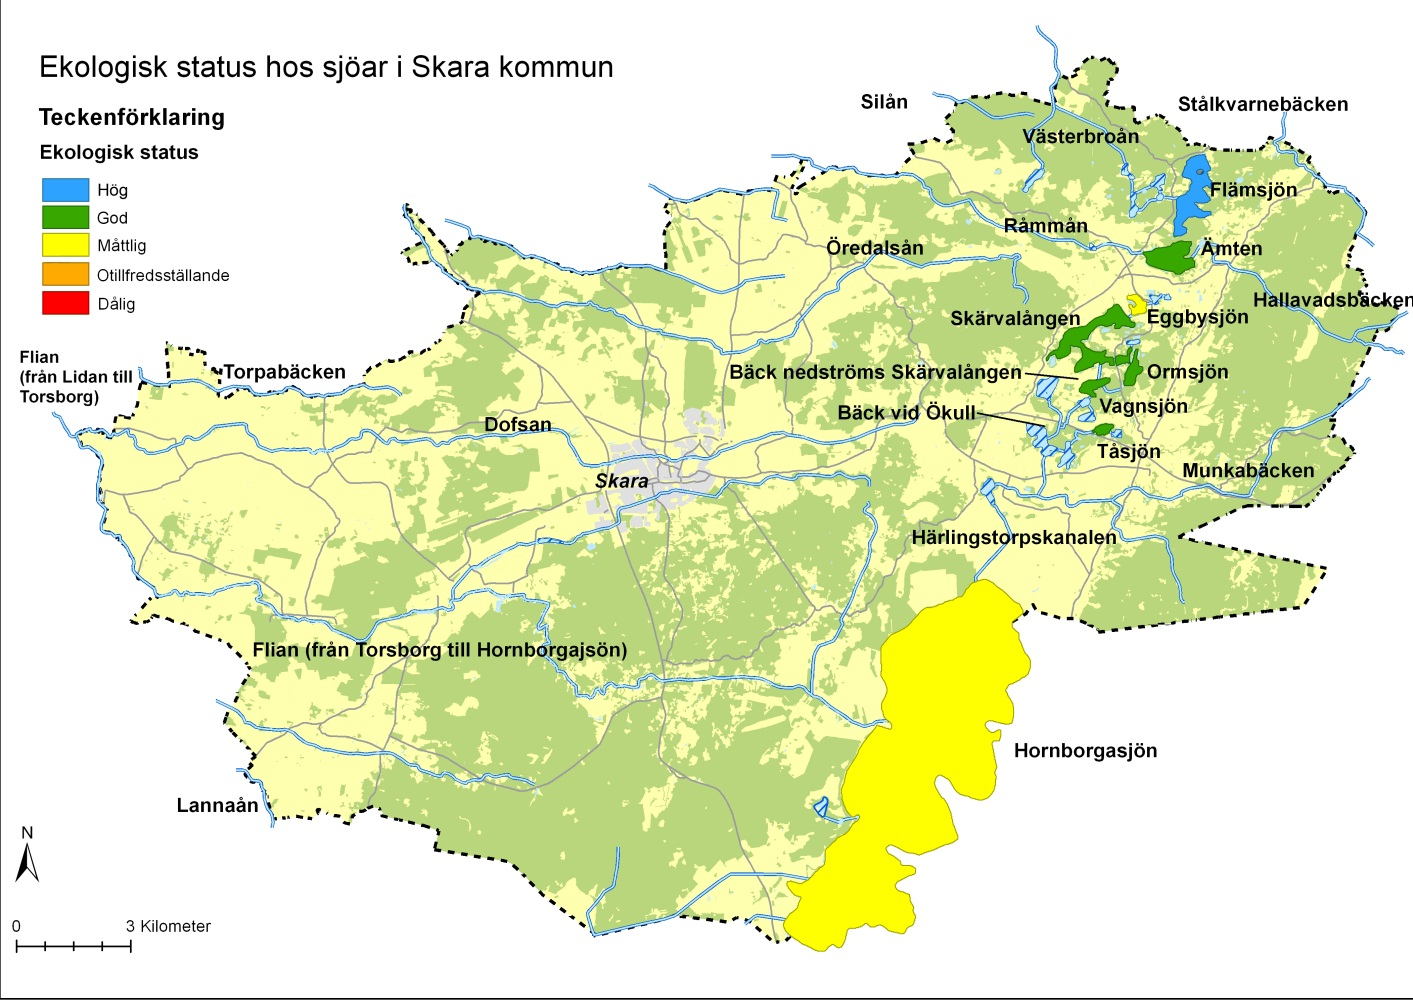 Ekologisk status hos sjöar i Skara kommun
Teckenförklaring
Ekologisk status
Hög
God
Måttlig
Otillfredsställande
Dålig
Silån
Stålkvarnebäcken
Västerbroån
Flämsjön
Råmmån
Öredalsån
Ämten
Hallavadsbäcken
Skärvalången
Eggbysjön
Flian
(från Lidan till
Torsborg)
Torpabäcken
Bäck nedströms Skärvalången
Ormsjön
Bäck vid Ökull
Vagnsjön
Dofsan
Tåsjön
Munkabäcken
Skara
Härlingstorpskanalen
Flian (från Torsborg till Hornborgajsön)
Hornborgasjön
Lannaån
N
0 3 Kilometer